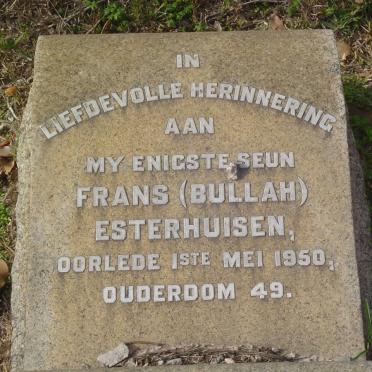 IN
LIEFDEVOLLE HERINNERING
AAN
MY ENIGSTE SEUN
FRANS (BULLAH)
ESTERHUISEN,
OORLEDE 1STE MEI 1950,
OUDERDOM 49.